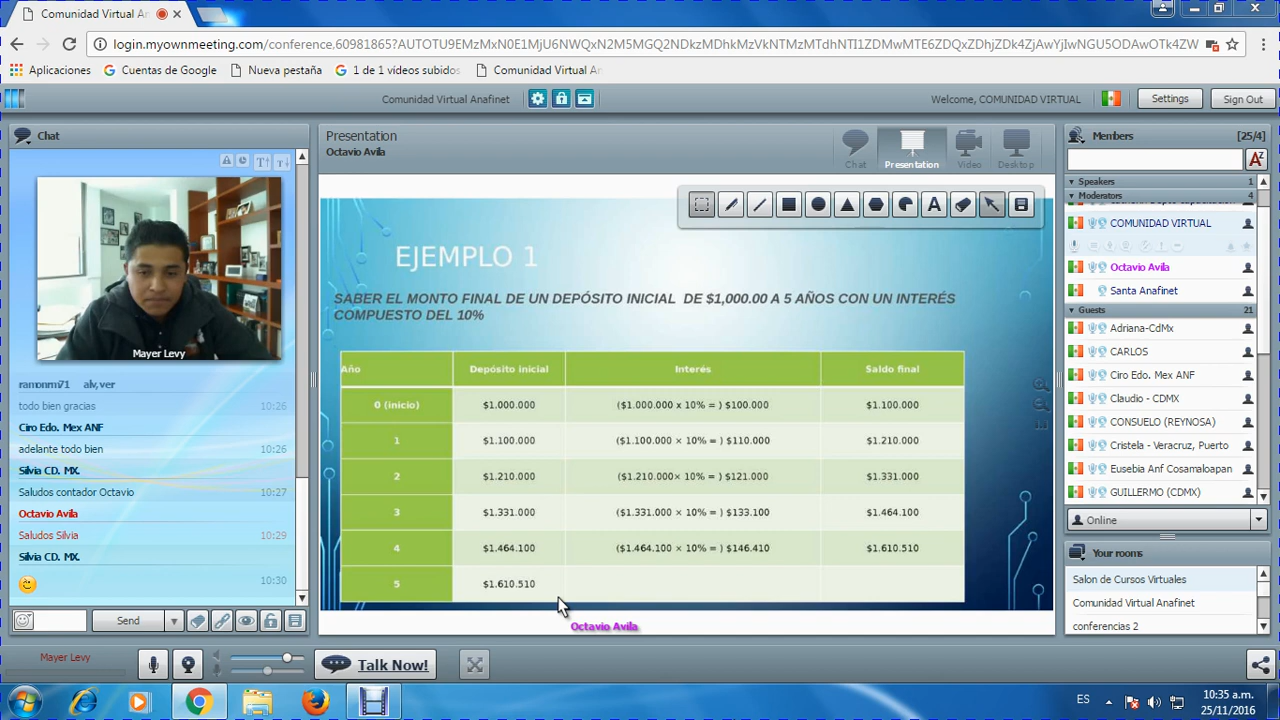 Comunidad Virtual An
login.myownmeeting.com/conference,60981865?AUTOTU9EMzMxN0E1MjU6NWQxN2M5MGQ2NDkzMDhkMzVkNTMzMTdhNTI1ZDMwMTE6ZDQxZDhjZDk4ZjAwYjIwNGU5ODAwOTk4ZW
Aplicaciones
Cuentas de Google
Nueva pestaña
1 de 1 vídeos subidos
Comunidad Virtual An
Comunidad Virtual Anafinet
Welcome, COMUNIDAD VIRTUAL
Settings
Sign Out
Chat
Mayer Levy
ramonrmi71 alv,ver
todo bien gracias 10:26
Ciro Edo. Mex ANF
adelante todo bien 10:26
Silvia CD. MX.
Saludos contador Octavio 10:27
Octavio Avila
Saludos Silvia 10:29
Silvia CD. MX.
10:30
Send
Presentation
Octavio Avila
Chat
Presentation
Video
Desktop
EJEMPLO 1
SABER EL MONTO FINAL DE UN DEPÓSITO INICIAL DE $1,000.00 A 5 AÑOS CON UN INTERÉS
COMPUESTO DEL 10%
Año Depósito inicial Interés Saldo final
0 (inicio) $1.000.000 ($1.000.000 x 10% = ) $100.000 $1.100.000
1 $1.100.000 ($1.100.000 × 10% = ) $110.000 $1.210.000
2 $1.210.000 ($1.210.000× 10% = ) $121.000 $1.331.000
3 $1.331.000 ($1.331.000 × 10% = ) $133.100 $1.464.100
4 $1.464.100 ($1.464.100 × 10% = ) $146.410 $1.610.510
5 $1.610.510
Octavio Avila
Members [25/4]
Speakers 1
Moderators 4
COMUNIDAD VIRTUAL
Octavio Avila
Santa Anafinet
Guests 21
Adriana-CdMx
CARLOS
Ciro Edo. Mex ANF
Claudio - CDMX
CONSUELO (REYNOSA)
Cristela - Veracruz, Puerto
Eusebia Anf Cosamaloapan
GUILLERMO (CDMX)
Online
Your rooms
Salon de Cursos Virtuales
Comunidad Virtual Anafinet
conferencias 2
Mayer Levy
Talk Now!
ES
10:35 a.m.
25/11/2016